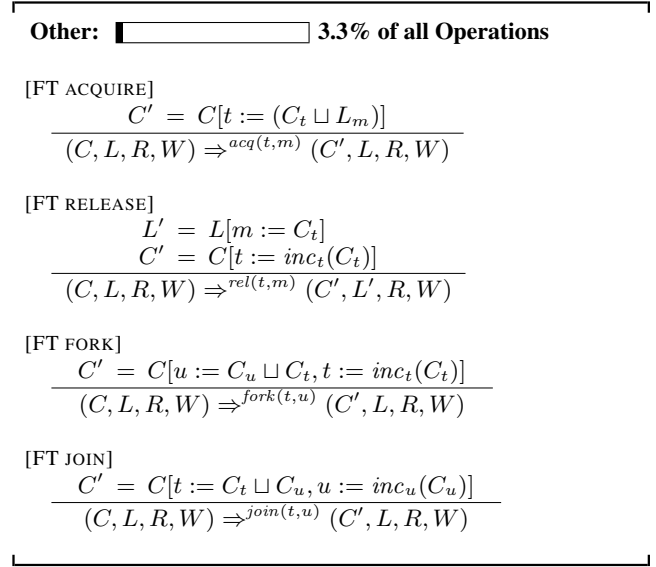 Other: 3.3% of all Operations
[FT ACQUIRE]
C′ = C[t := (C_t ⊔ L_m)]
(C, L, R, W) ⇒^{acq(t,m)} (C′, L, R, W)
[FT RELEASE]
L′ = L[m := C_t]
C′ = C[t := inc_t(C_t)]
(C, L, R, W) ⇒^{rel(t,m)} (C′, L′, R, W)
[FT FORK]
C′ = C[u := C_u ⊔ C_t, t := inc_t(C_t)]
(C, L, R, W) ⇒^{fork(t,u)} (C′, L, R, W)
[FT JOIN]
C′ = C[t := C_t ⊔ C_u, u := inc_u(C_u)]
(C, L, R, W) ⇒^{join(t,u)} (C′, L, R, W)